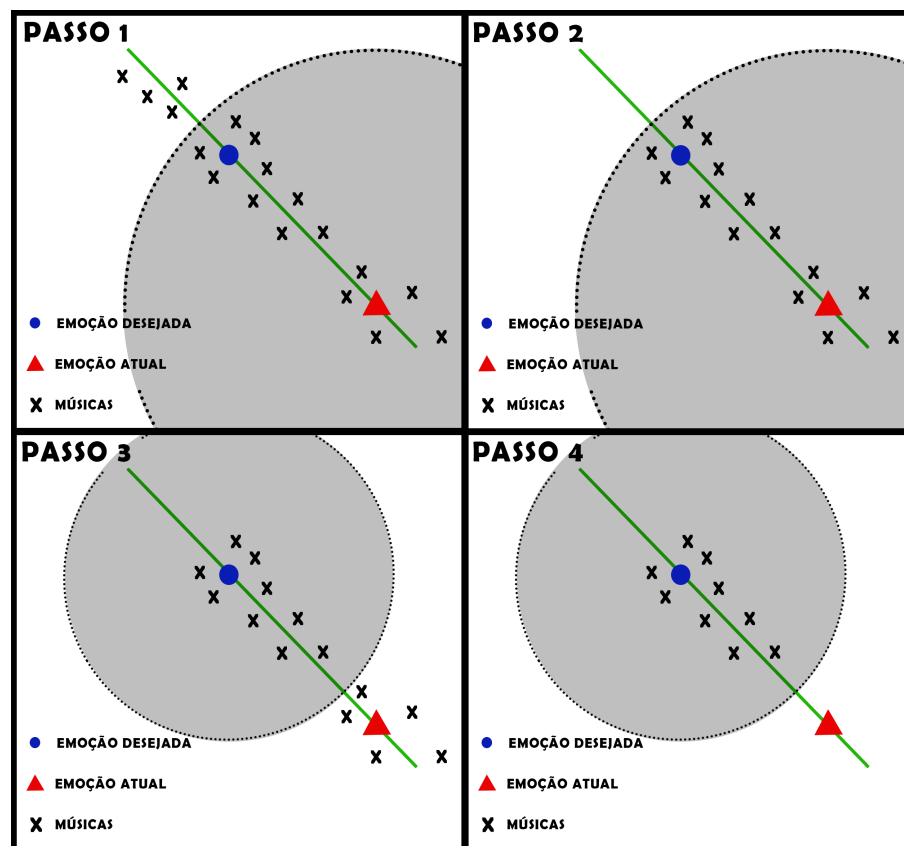 PASSO 1
EMOÇÃO DESEJADA
EMOÇÃO ATUAL
MÚSICAS
PASSO 2
EMOÇÃO DESEJADA
EMOÇÃO ATUAL
MÚSICAS
PASSO 3
EMOÇÃO DESEJADA
EMOÇÃO ATUAL
MÚSICAS
PASSO 4
EMOÇÃO DESEJADA
EMOÇÃO ATUAL
MÚSICAS